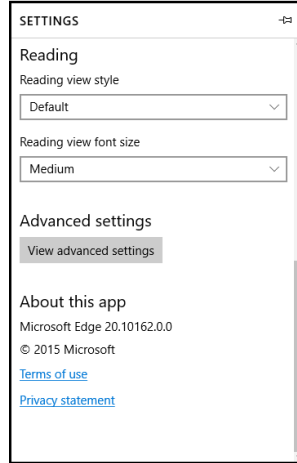 SETTINGS
Reading
Reading view style
Default
Reading view font size
Medium
Advanced settings
View advanced settings
About this app
Microsoft Edge 20.10162.0.0
© 2015 Microsoft
Terms of use
Privacy statement